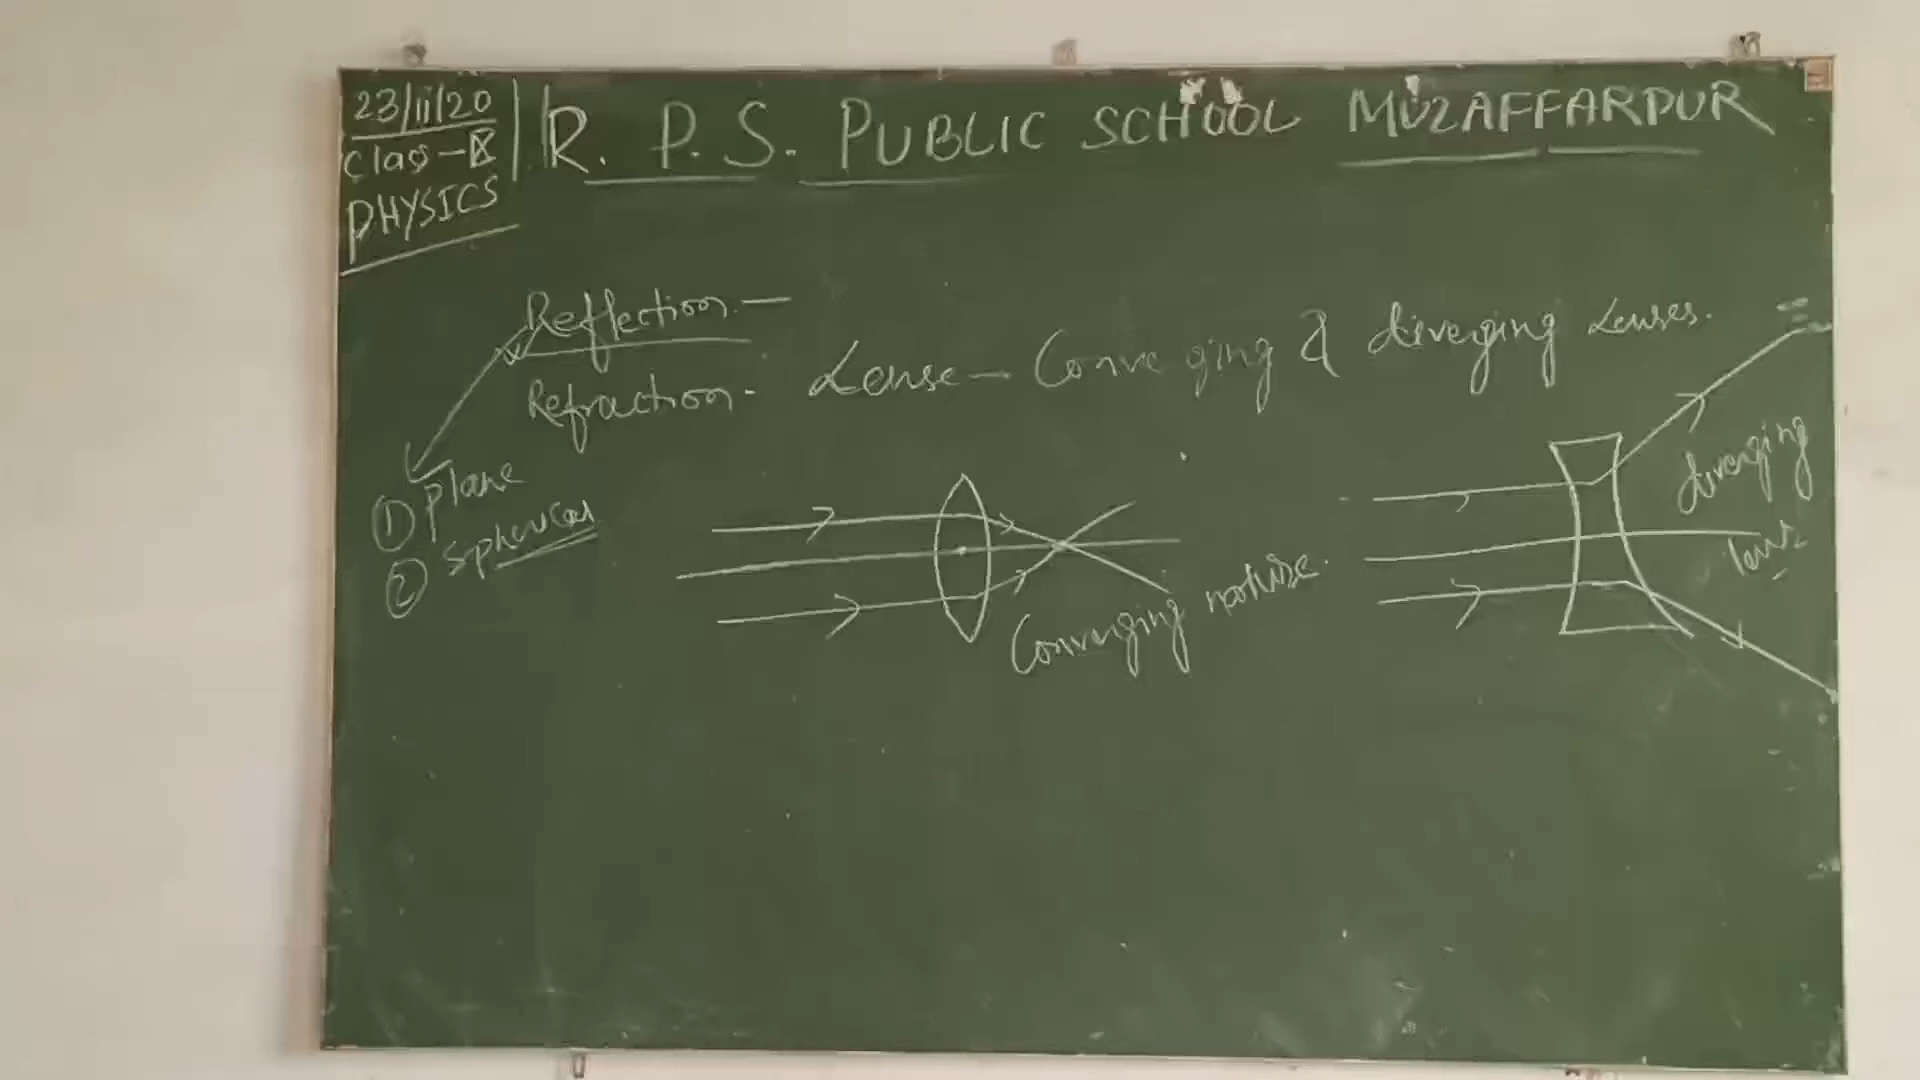 23/11/20
Class - X
PHYSICS
R. P. S. PUBLIC SCHOOL MUZAFFARPUR
Reflection. —
Refraction. Lense — Converging & diverging Lenses.
① Plane
② Spherical
Converging nature.
diverging
lens